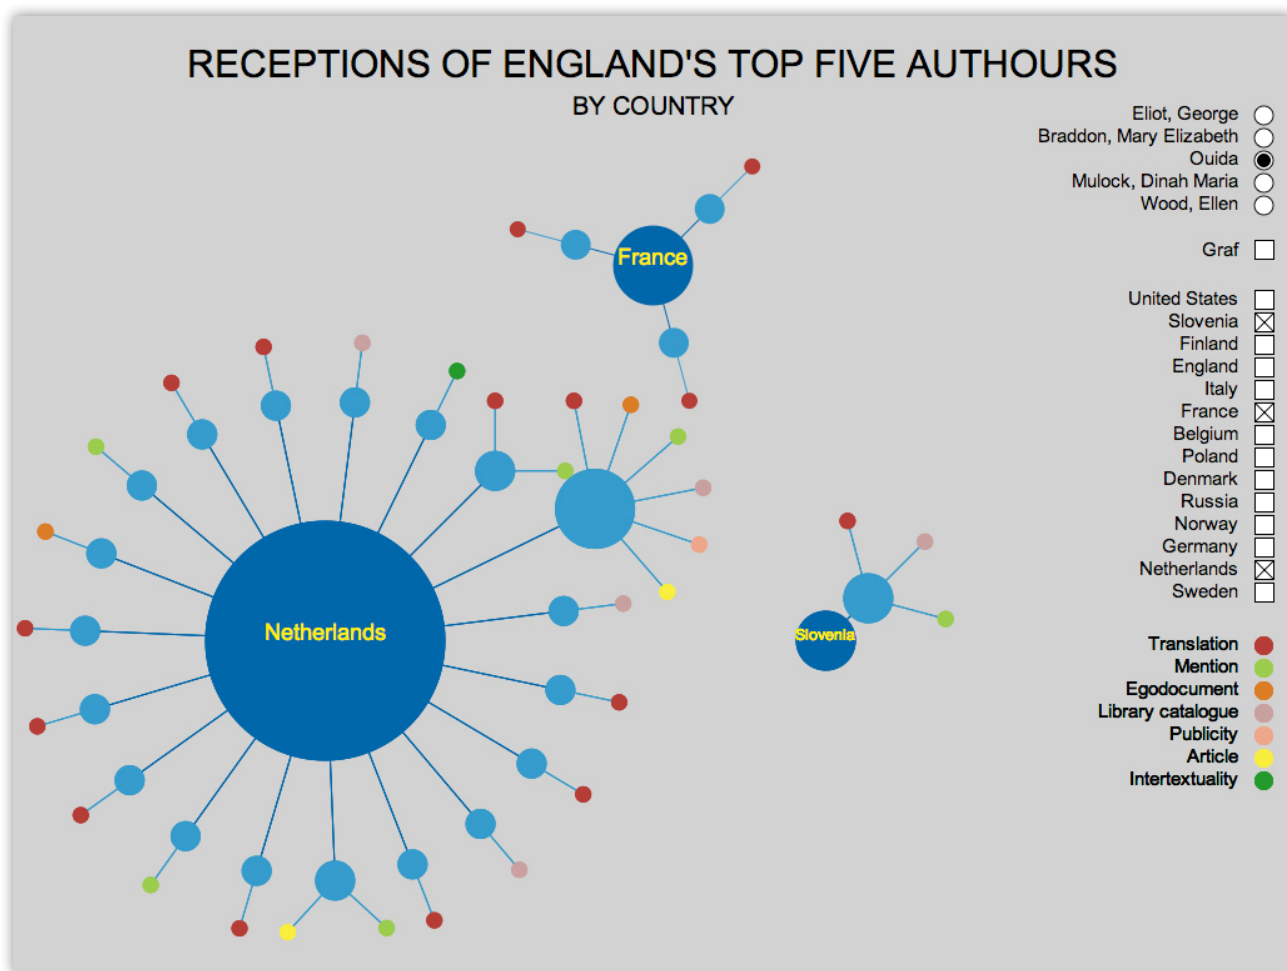 RECEPTIONS OF ENGLAND'S TOP FIVE AUTHOURS
BY COUNTRY
Eliot, George
Braddon, Mary Elizabeth
Ouida
Mulock, Dinah Maria
Wood, Ellen
Graf
United States
Slovenia
Finland
England
Italy
France
Belgium
Poland
Denmark
Russia
Norway
Germany
Netherlands
Sweden
Translation
Mention
Egodocument
Library catalogue
Publicity
Article
Intertextuality
France
Netherlands
Slovenia